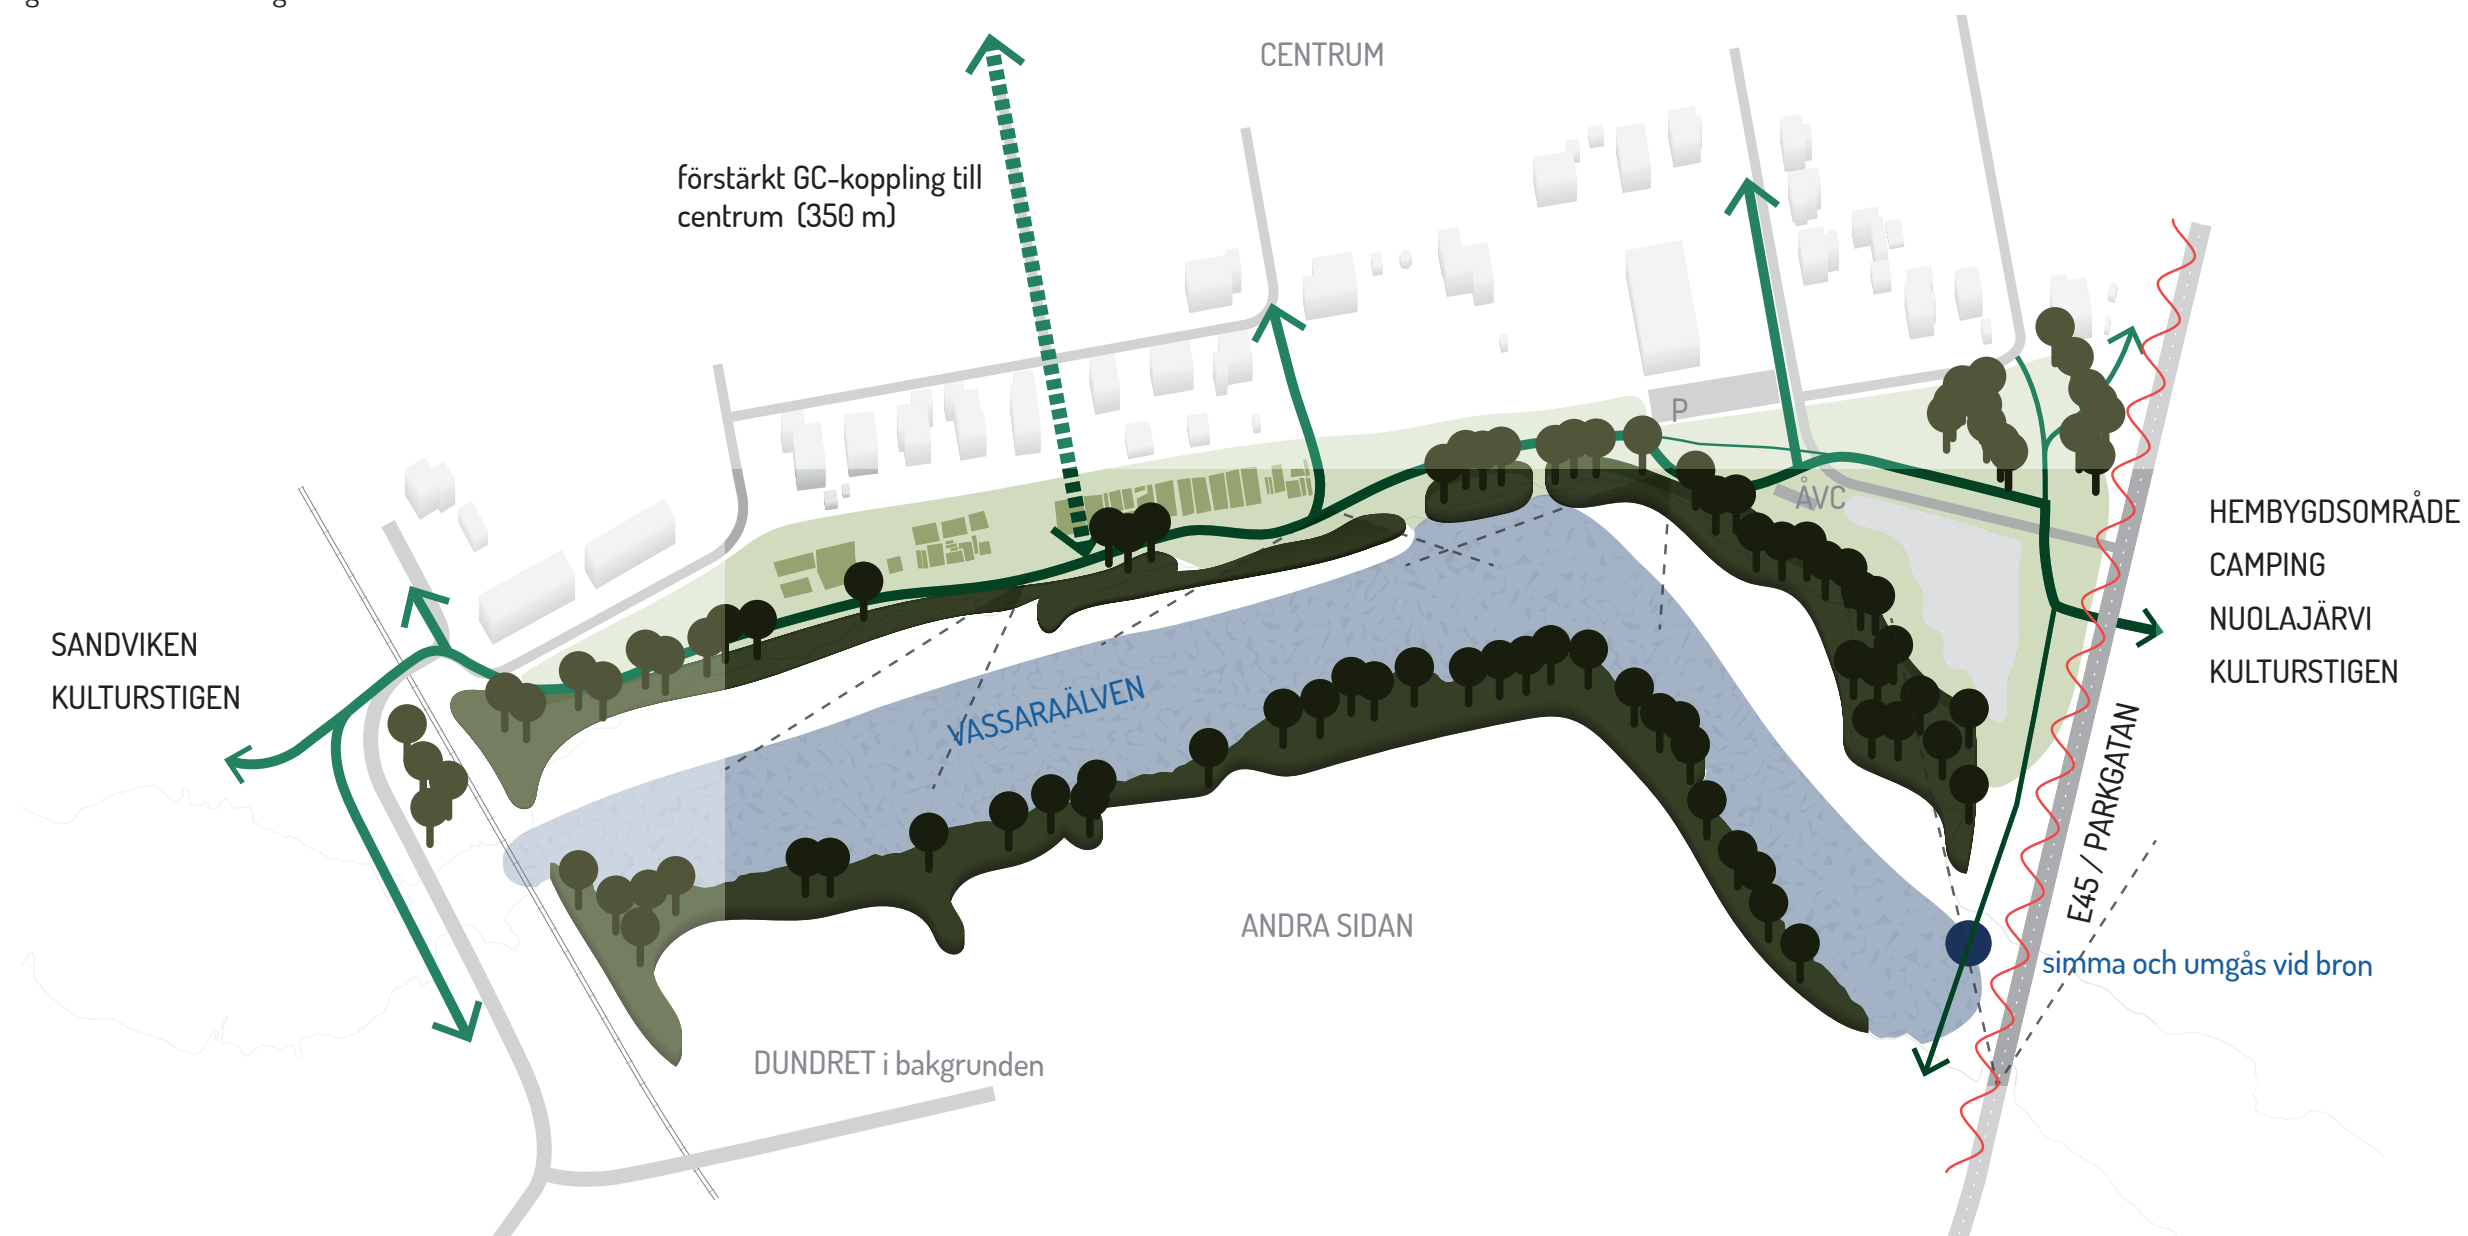 CENTRUM
förstärkt GC-koppling till
centrum (350 m)
P
ÅVC
HEMBYGDSOMRÅDE
CAMPING
NUOLAJÄRVI
KULTURSTIGEN
SANDVIKEN
KULTURSTIGEN
VASSARAÄLVEN
E45 / PARKGATAN
ANDRA SIDAN
simma och umgås vid bron
DUNDRET i bakgrunden